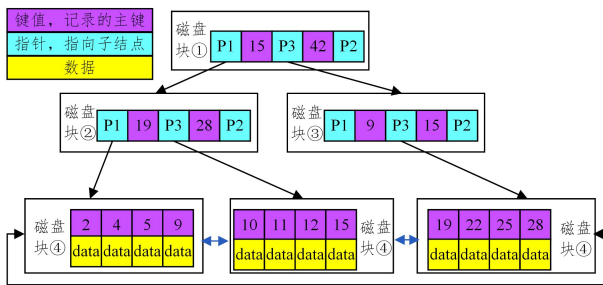 键值，记录的主键
指针，指向子结点
数据
磁盘块①
P1 15 P3 42 P2
磁盘块②
P1 19 P3 28 P2
磁盘块③
P1 9 P3 15 P2
磁盘块④
2 4 5 9
data data data data
10 11 12 15
data data data data
磁盘块④
19 22 25 28
data data data data
磁盘块④